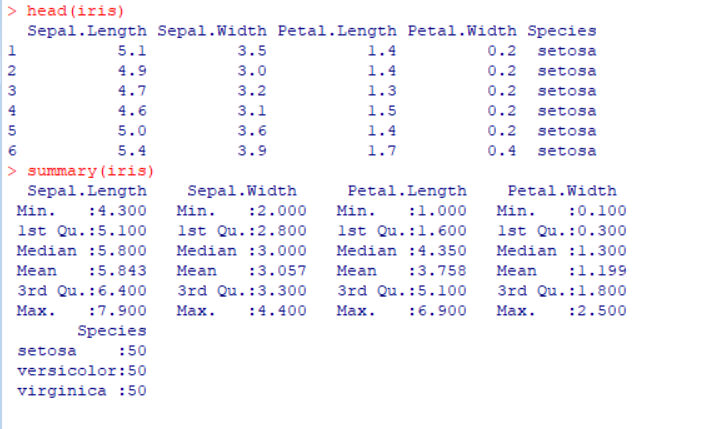 > head(iris)
  Sepal.Length Sepal.Width Petal.Length Petal.Width Species
1          5.1         3.5          1.4         0.2  setosa
2          4.9         3.0          1.4         0.2  setosa
3          4.7         3.2          1.3         0.2  setosa
4          4.6         3.1          1.5         0.2  setosa
5          5.0         3.6          1.4         0.2  setosa
6          5.4         3.9          1.7         0.4  setosa
> summary(iris)
  Sepal.Length    Sepal.Width     Petal.Length    Petal.Width   
 Min.   :4.300   Min.   :2.000   Min.   :1.000   Min.   :0.100  
 1st Qu.:5.100   1st Qu.:2.800   1st Qu.:1.600   1st Qu.:0.300  
 Median :5.800   Median :3.000   Median :4.350   Median :1.300  
 Mean   :5.843   Mean   :3.057   Mean   :3.758   Mean   :1.199  
 3rd Qu.:6.400   3rd Qu.:3.300   3rd Qu.:5.100   3rd Qu.:1.800  
 Max.   :7.900   Max.   :4.400   Max.   :6.900   Max.   :2.500  
       Species  
 setosa    :50  
 versicolor:50  
 virginica :50